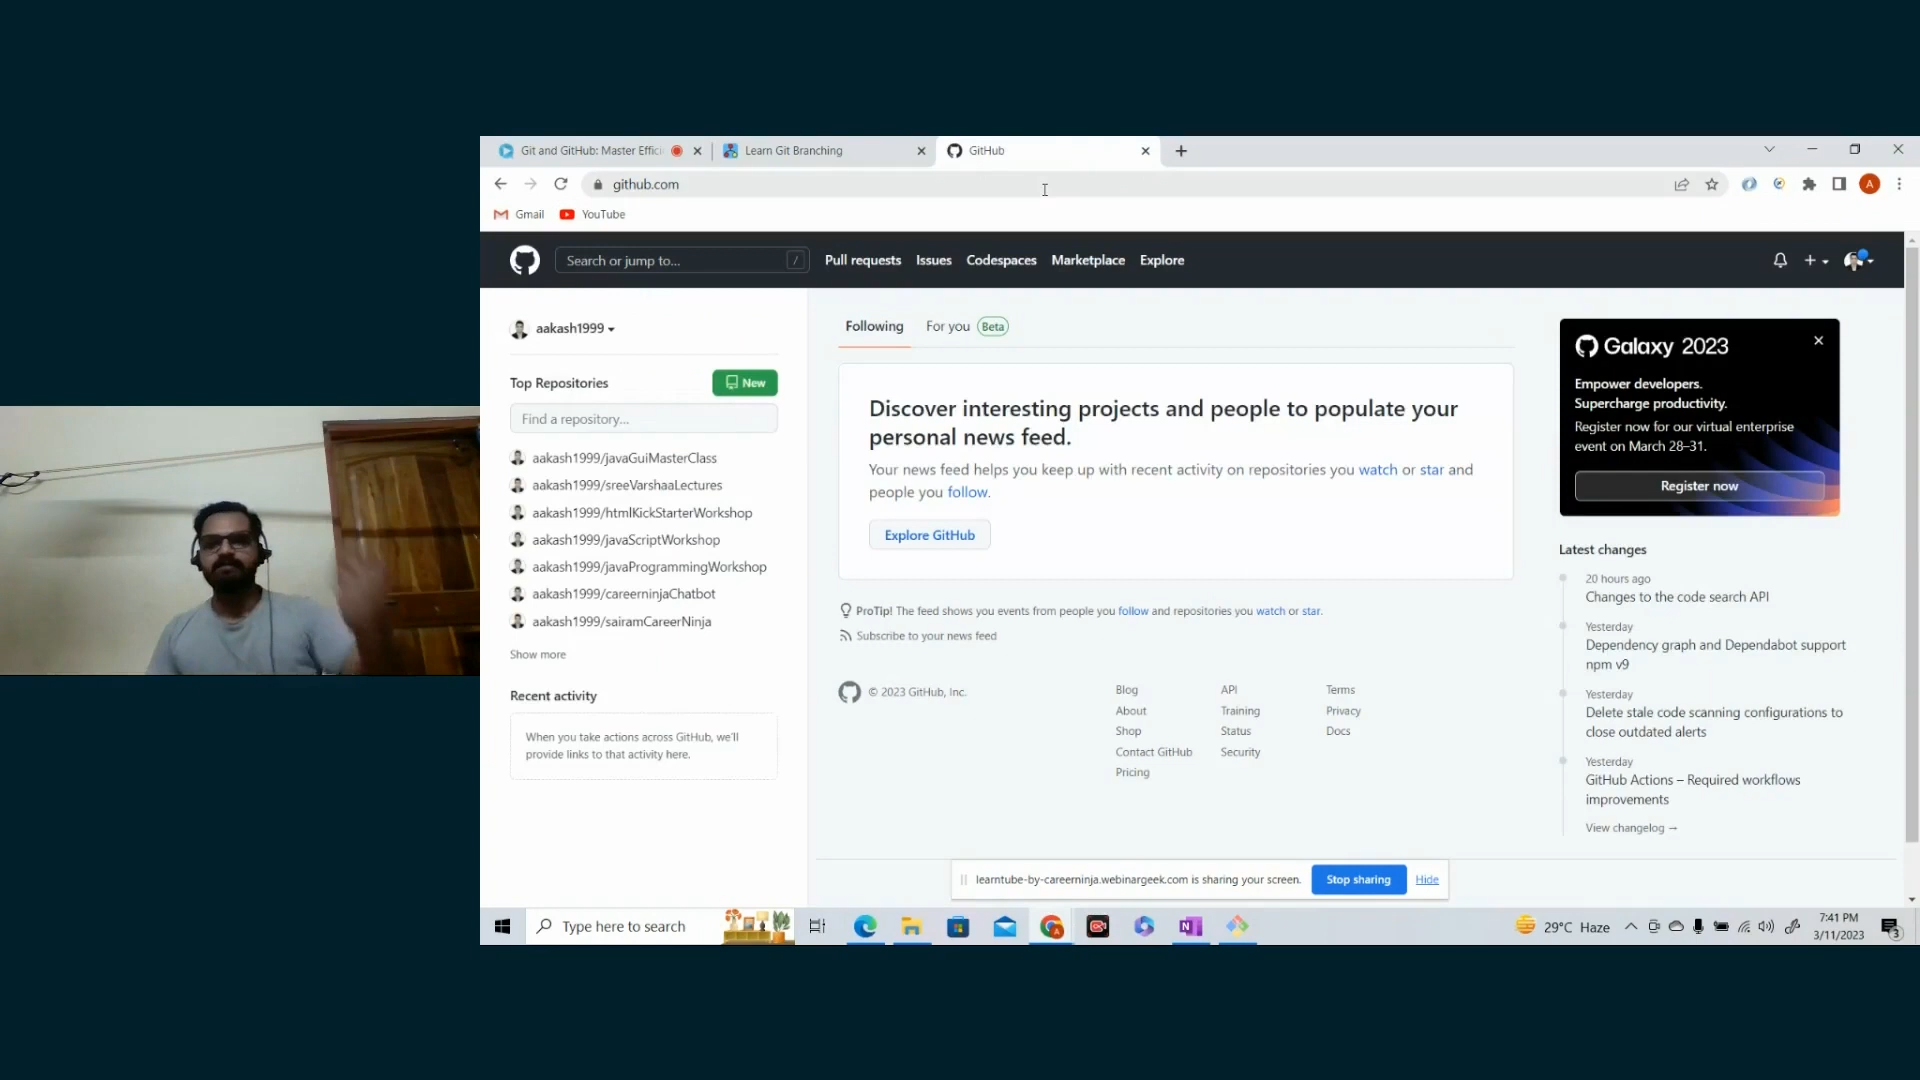 Git and GitHub: Master Effici
Learn Git Branching
GitHub
github.com
Gmail
YouTube
Search or jump to...
/
Pull requests
Issues
Codespaces
Marketplace
Explore
aakash1999
Top Repositories
New
Find a repository...
aakash1999/javaGuiMasterClass
aakash1999/sreeVarshaaLectures
aakash1999/htmlKickStarterWorkshop
aakash1999/javaScriptWorkshop
aakash1999/javaProgrammingWorkshop
aakash1999/careerninjaChatbot
aakash1999/sairamCareerNinja
Show more
Recent activity
When you take actions across GitHub, we'll
provide links to that activity here.
Following
For you
Beta
Discover interesting projects and people to populate your
personal news feed.
Your news feed helps you keep up with recent activity on repositories you watch or star and
people you follow.
Explore GitHub
ProTip! The feed shows you events from people you follow and repositories you watch or star.
Subscribe to your news feed
© 2023 GitHub, Inc.
Blog
About
Shop
Contact GitHub
Pricing
API
Training
Status
Security
Terms
Privacy
Docs
Galaxy 2023
Empower developers.
Supercharge productivity.
Register now for our virtual enterprise
event on March 28–31.
Register now
Latest changes
20 hours ago
Changes to the code search API
Yesterday
Dependency graph and Dependabot support
npm v9
Yesterday
Delete stale code scanning configurations to
close outdated alerts
Yesterday
GitHub Actions – Required workflows
improvements
View changelog →
learntube-by-careerninja.webinargeek.com is sharing your screen.
Stop sharing
Hide
Type here to search
29°C Haze
7:41 PM
3/11/2023
3
A